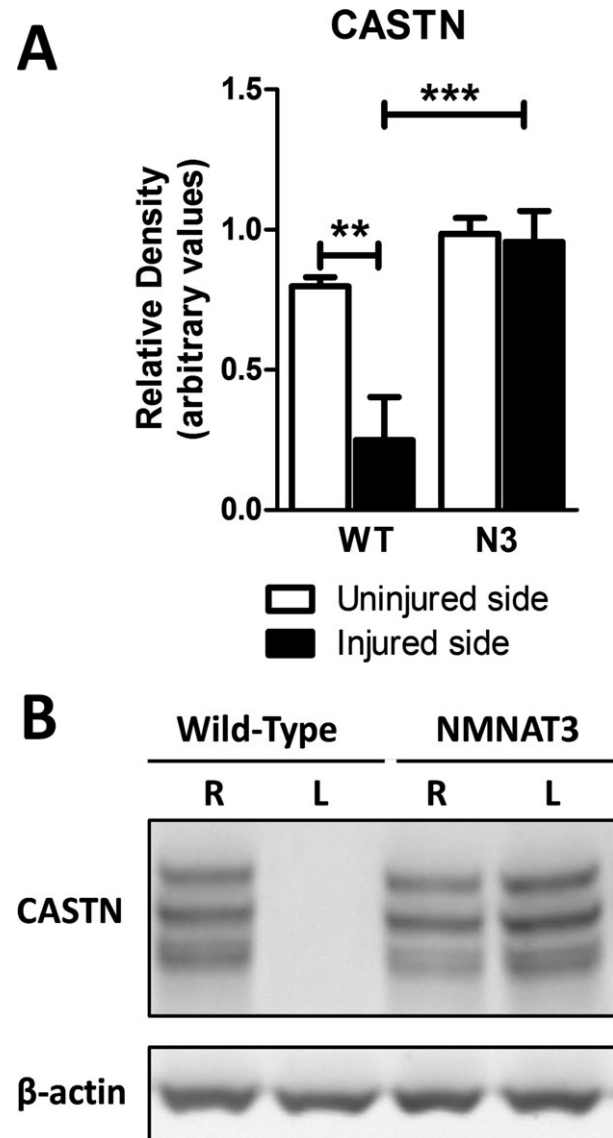 A
CASTN
Relative Density
(arbitrary values)
1.5
1.0
0.5
0.0
***
**
WT N3
Uninjured side
Injured side
B
Wild-Type NMNAT3
R L R L
CASTN
β-actin